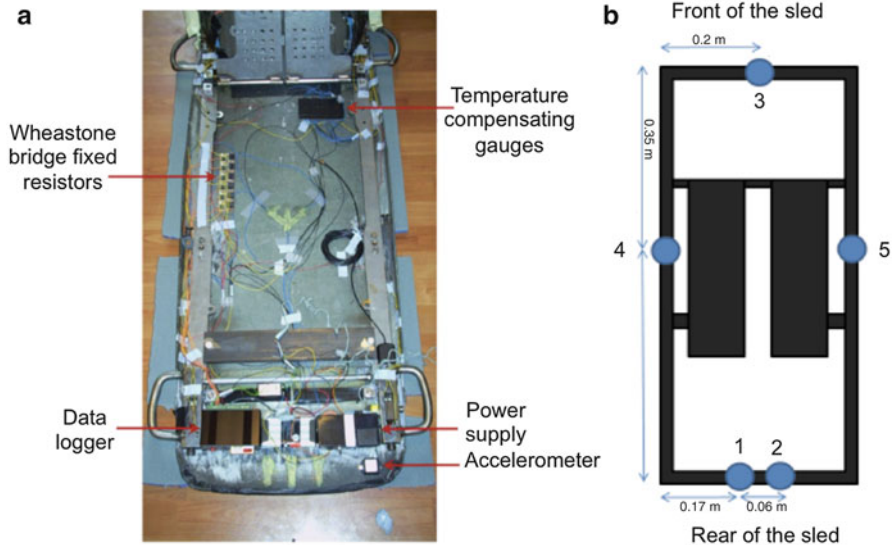 a
Wheastone
bridge fixed
resistors
Data
logger
Temperature
compensating
gauges
Power
supply
Accelerometer
b
Front of the sled
0.2 m
3
0.35 m
4
5
1
2
0.17 m
0.06 m
Rear of the sled